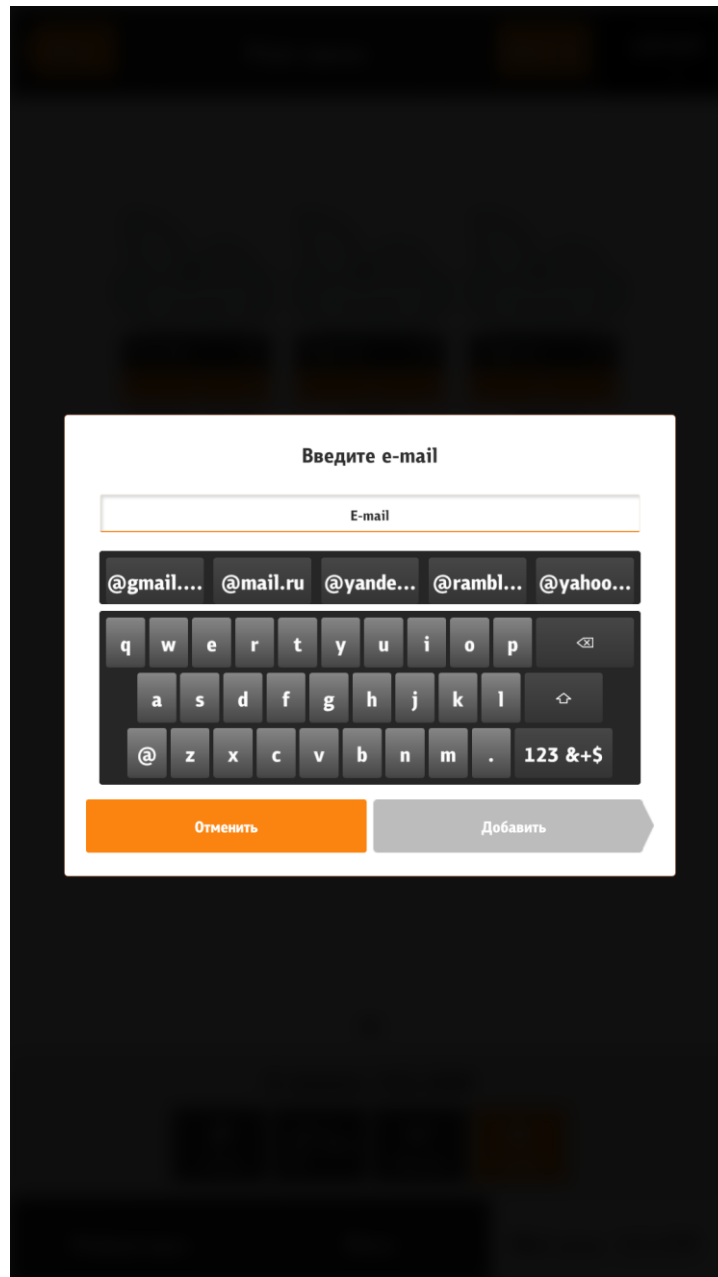 Введите e-mail
E-mail
@gmail.... @mail.ru @yande... @rambl... @yahoo...
q w e r t y u i o p
a s d f g h j k l
@ z x c v b n m . 123 &+$
Отменить Добавить